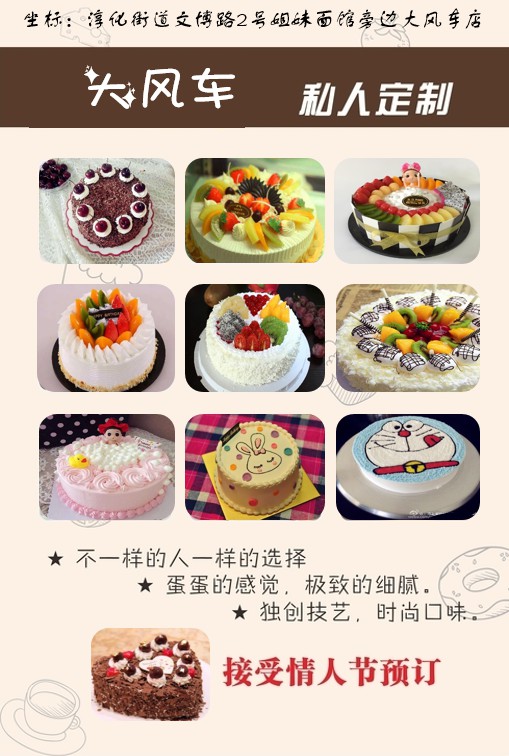 坐标：淳化街道文博路2号姐妹面馆旁边大风车店
大风车 私人定制
★ 不一样的人一样的选择
★ 蛋蛋的感觉，极致的细腻。
★ 独创技艺，时尚口味。
接受情人节预订